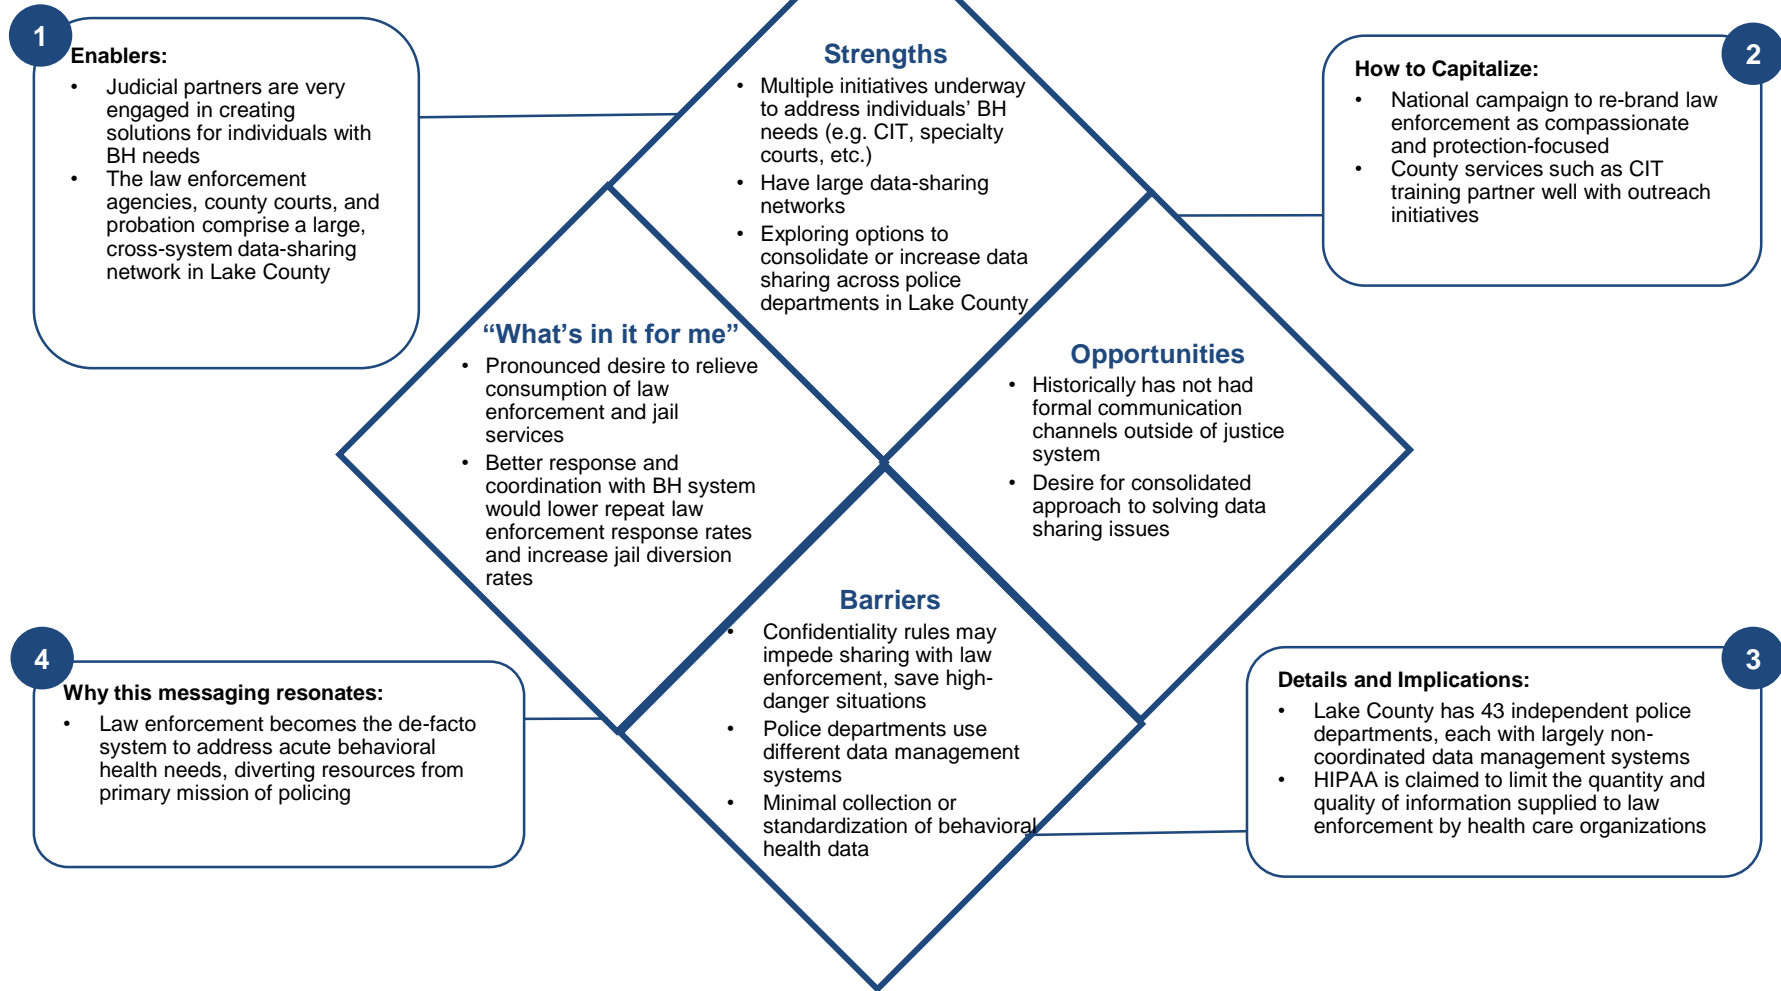 1
Enablers:
• Judicial partners are very
engaged in creating
solutions for individuals with
BH needs
• The law enforcement
agencies, county courts, and
probation comprise a large,
cross-system data-sharing
network in Lake County
Strengths
• Multiple initiatives underway
to address individuals’ BH
needs (e.g. CIT, specialty
courts, etc.)
• Have large data-sharing
networks
• Exploring options to
consolidate or increase data
sharing across police
departments in Lake County
2
How to Capitalize:
• National campaign to re-brand law
enforcement as compassionate
and protection-focused
• County services such as CIT
training partner well with outreach
initiatives
“What’s in it for me”
• Pronounced desire to relieve
consumption of law
enforcement and jail
services
• Better response and
coordination with BH system
would lower repeat law
enforcement response rates
and increase jail diversion
rates
Opportunities
• Historically has not had
formal communication
channels outside of justice
system
• Desire for consolidated
approach to solving data
sharing issues
Barriers
• Confidentiality rules may
impede sharing with law
enforcement, save high-
danger situations
• Police departments use
different data management
systems
• Minimal collection or
standardization of behavioral
health data
4
Why this messaging resonates:
• Law enforcement becomes the de-facto
system to address acute behavioral
health needs, diverting resources from
primary mission of policing
3
Details and Implications:
• Lake County has 43 independent police
departments, each with largely non-
coordinated data management systems
• HIPAA is claimed to limit the quantity and
quality of information supplied to law
enforcement by health care organizations